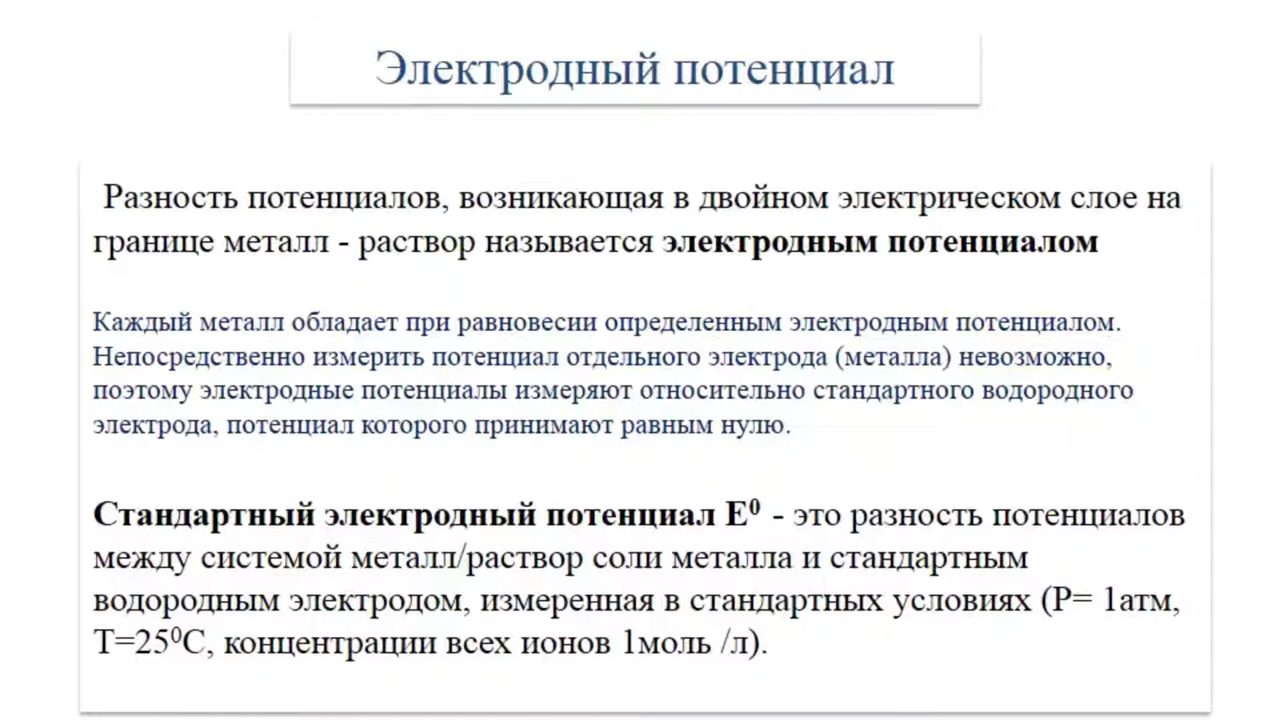 Электродный потенциал
Разность потенциалов, возникающая в двойном электрическом слое на
границе металл - раствор называется электродным потенциалом
Каждый металл обладает при равновесии определенным электродным потенциалом.
Непосредственно измерить потенциал отдельного электрода (металла) невозможно,
поэтому электродные потенциалы измеряют относительно стандартного водородного
электрода, потенциал которого принимают равным нулю.
Стандартный электродный потенциал E⁰ - это разность потенциалов
между системой металл/раствор соли металла и стандартным
водородным электродом, измеренная в стандартных условиях (P= 1атм,
T=25⁰C, концентрации всех ионов 1моль /л).